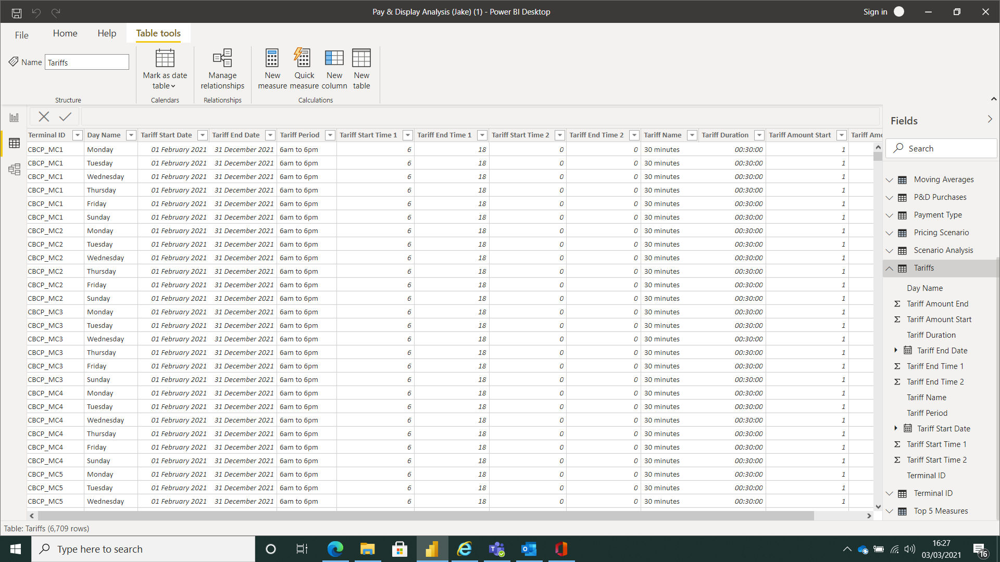 Pay & Display Analysis (Jake) (1) - Power BI Desktop
Sign in
File Home Help Table tools
Name Tariffs
Mark as date table
Manage relationships
New measure
Quick measure
New column
New table
Structure Calendars Relationships Calculations
Terminal ID Day Name Tariff Start Date Tariff End Date Tariff Period Tariff Start Time 1 Tariff End Time 1 Tariff Start Time 2 Tariff End Time 2 Tariff Name Tariff Duration Tariff Amount Start Tariff Amo
CBCP_MC1 Monday 01 February 2021 31 December 2021 6am to 6pm 6 18 0 0 30 minutes 00:30:00 1
CBCP_MC1 Tuesday 01 February 2021 31 December 2021 6am to 6pm 6 18 0 0 30 minutes 00:30:00 1
CBCP_MC1 Wednesday 01 February 2021 31 December 2021 6am to 6pm 6 18 0 0 30 minutes 00:30:00 1
CBCP_MC1 Thursday 01 February 2021 31 December 2021 6am to 6pm 6 18 0 0 30 minutes 00:30:00 1
CBCP_MC1 Friday 01 February 2021 31 December 2021 6am to 6pm 6 18 0 0 30 minutes 00:30:00 1
CBCP_MC1 Sunday 01 February 2021 31 December 2021 6am to 6pm 6 18 0 0 30 minutes 00:30:00 1
CBCP_MC2 Monday 01 February 2021 31 December 2021 6am to 6pm 6 18 0 0 30 minutes 00:30:00 1
CBCP_MC2 Tuesday 01 February 2021 31 December 2021 6am to 6pm 6 18 0 0 30 minutes 00:30:00 1
CBCP_MC2 Wednesday 01 February 2021 31 December 2021 6am to 6pm 6 18 0 0 30 minutes 00:30:00 1
CBCP_MC2 Thursday 01 February 2021 31 December 2021 6am to 6pm 6 18 0 0 30 minutes 00:30:00 1
CBCP_MC2 Friday 01 February 2021 31 December 2021 6am to 6pm 6 18 0 0 30 minutes 00:30:00 1
CBCP_MC2 Sunday 01 February 2021 31 December 2021 6am to 6pm 6 18 0 0 30 minutes 00:30:00 1
CBCP_MC3 Monday 01 February 2021 31 December 2021 6am to 6pm 6 18 0 0 30 minutes 00:30:00 1
CBCP_MC3 Tuesday 01 February 2021 31 December 2021 6am to 6pm 6 18 0 0 30 minutes 00:30:00 1
CBCP_MC3 Wednesday 01 February 2021 31 December 2021 6am to 6pm 6 18 0 0 30 minutes 00:30:00 1
CBCP_MC3 Thursday 01 February 2021 31 December 2021 6am to 6pm 6 18 0 0 30 minutes 00:30:00 1
CBCP_MC3 Friday 01 February 2021 31 December 2021 6am to 6pm 6 18 0 0 30 minutes 00:30:00 1
CBCP_MC3 Sunday 01 February 2021 31 December 2021 6am to 6pm 6 18 0 0 30 minutes 00:30:00 1
CBCP_MC4 Monday 01 February 2021 31 December 2021 6am to 6pm 6 18 0 0 30 minutes 00:30:00 1
CBCP_MC4 Tuesday 01 February 2021 31 December 2021 6am to 6pm 6 18 0 0 30 minutes 00:30:00 1
CBCP_MC4 Wednesday 01 February 2021 31 December 2021 6am to 6pm 6 18 0 0 30 minutes 00:30:00 1
CBCP_MC4 Thursday 01 February 2021 31 December 2021 6am to 6pm 6 18 0 0 30 minutes 00:30:00 1
CBCP_MC4 Friday 01 February 2021 31 December 2021 6am to 6pm 6 18 0 0 30 minutes 00:30:00 1
CBCP_MC4 Sunday 01 February 2021 31 December 2021 6am to 6pm 6 18 0 0 30 minutes 00:30:00 1
CBCP_MC5 Monday 01 February 2021 31 December 2021 6am to 6pm 6 18 0 0 30 minutes 00:30:00 1
CBCP_MC5 Tuesday 01 February 2021 31 December 2021 6am to 6pm 6 18 0 0 30 minutes 00:30:00 1
CBCP_MC5 Wednesday 01 February 2021 31 December 2021 6am to 6pm 6 18 0 0 30 minutes 00:30:00 1
Fields
Search
Moving Averages
P&D Purchases
Payment Type
Pricing Scenario
Scenario Analysis
Tariffs
Day Name
Σ Tariff Amount End
Σ Tariff Amount Start
Tariff Duration
Tariff End Date
Σ Tariff End Time 1
Σ Tariff End Time 2
Tariff Name
Tariff Period
Tariff Start Date
Σ Tariff Start Time 1
Σ Tariff Start Time 2
Terminal ID
Terminal ID
Top 5 Measures
Table: Tariffs (6,709 rows)
Type here to search
16:27
03/03/2021
16